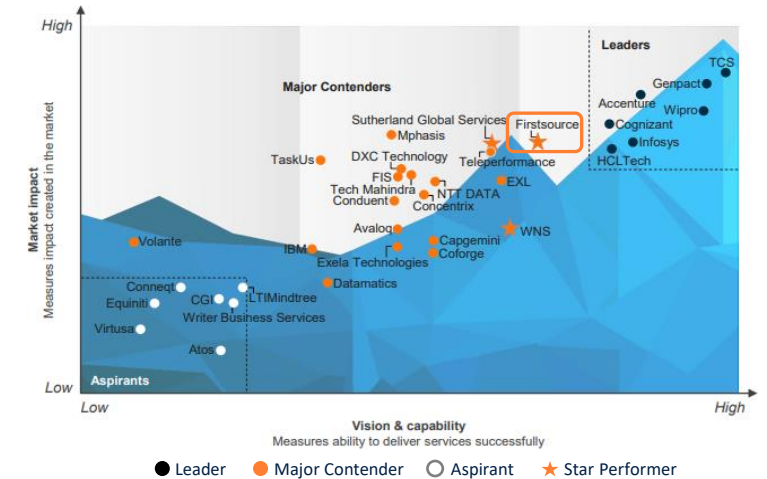 High
Leaders
TCS
Genpact
Major Contenders
Accenture
Wipro
Sutherland Global Services
Firstsource
Mphasis
Cognizant
Infosys
DXC Technology
Teleperformance
HCLTech
TaskUs
FIS
Tech Mahindra
NTT DATA
EXL
Conduent
Concentrix
Market impact
Measures impact created in the market
Avaloq
WNS
Volante
Capgemini
IBM
Coforge
Exela Technologies
Datamatics
Conneqt
LTIMindtree
Equiniti
CGI
Writer Business Services
Virtusa
Atos
Aspirants
Low
Low
High
Vision & capability
Measures ability to deliver services successfully
Leader
Major Contender
Aspirant
Star Performer